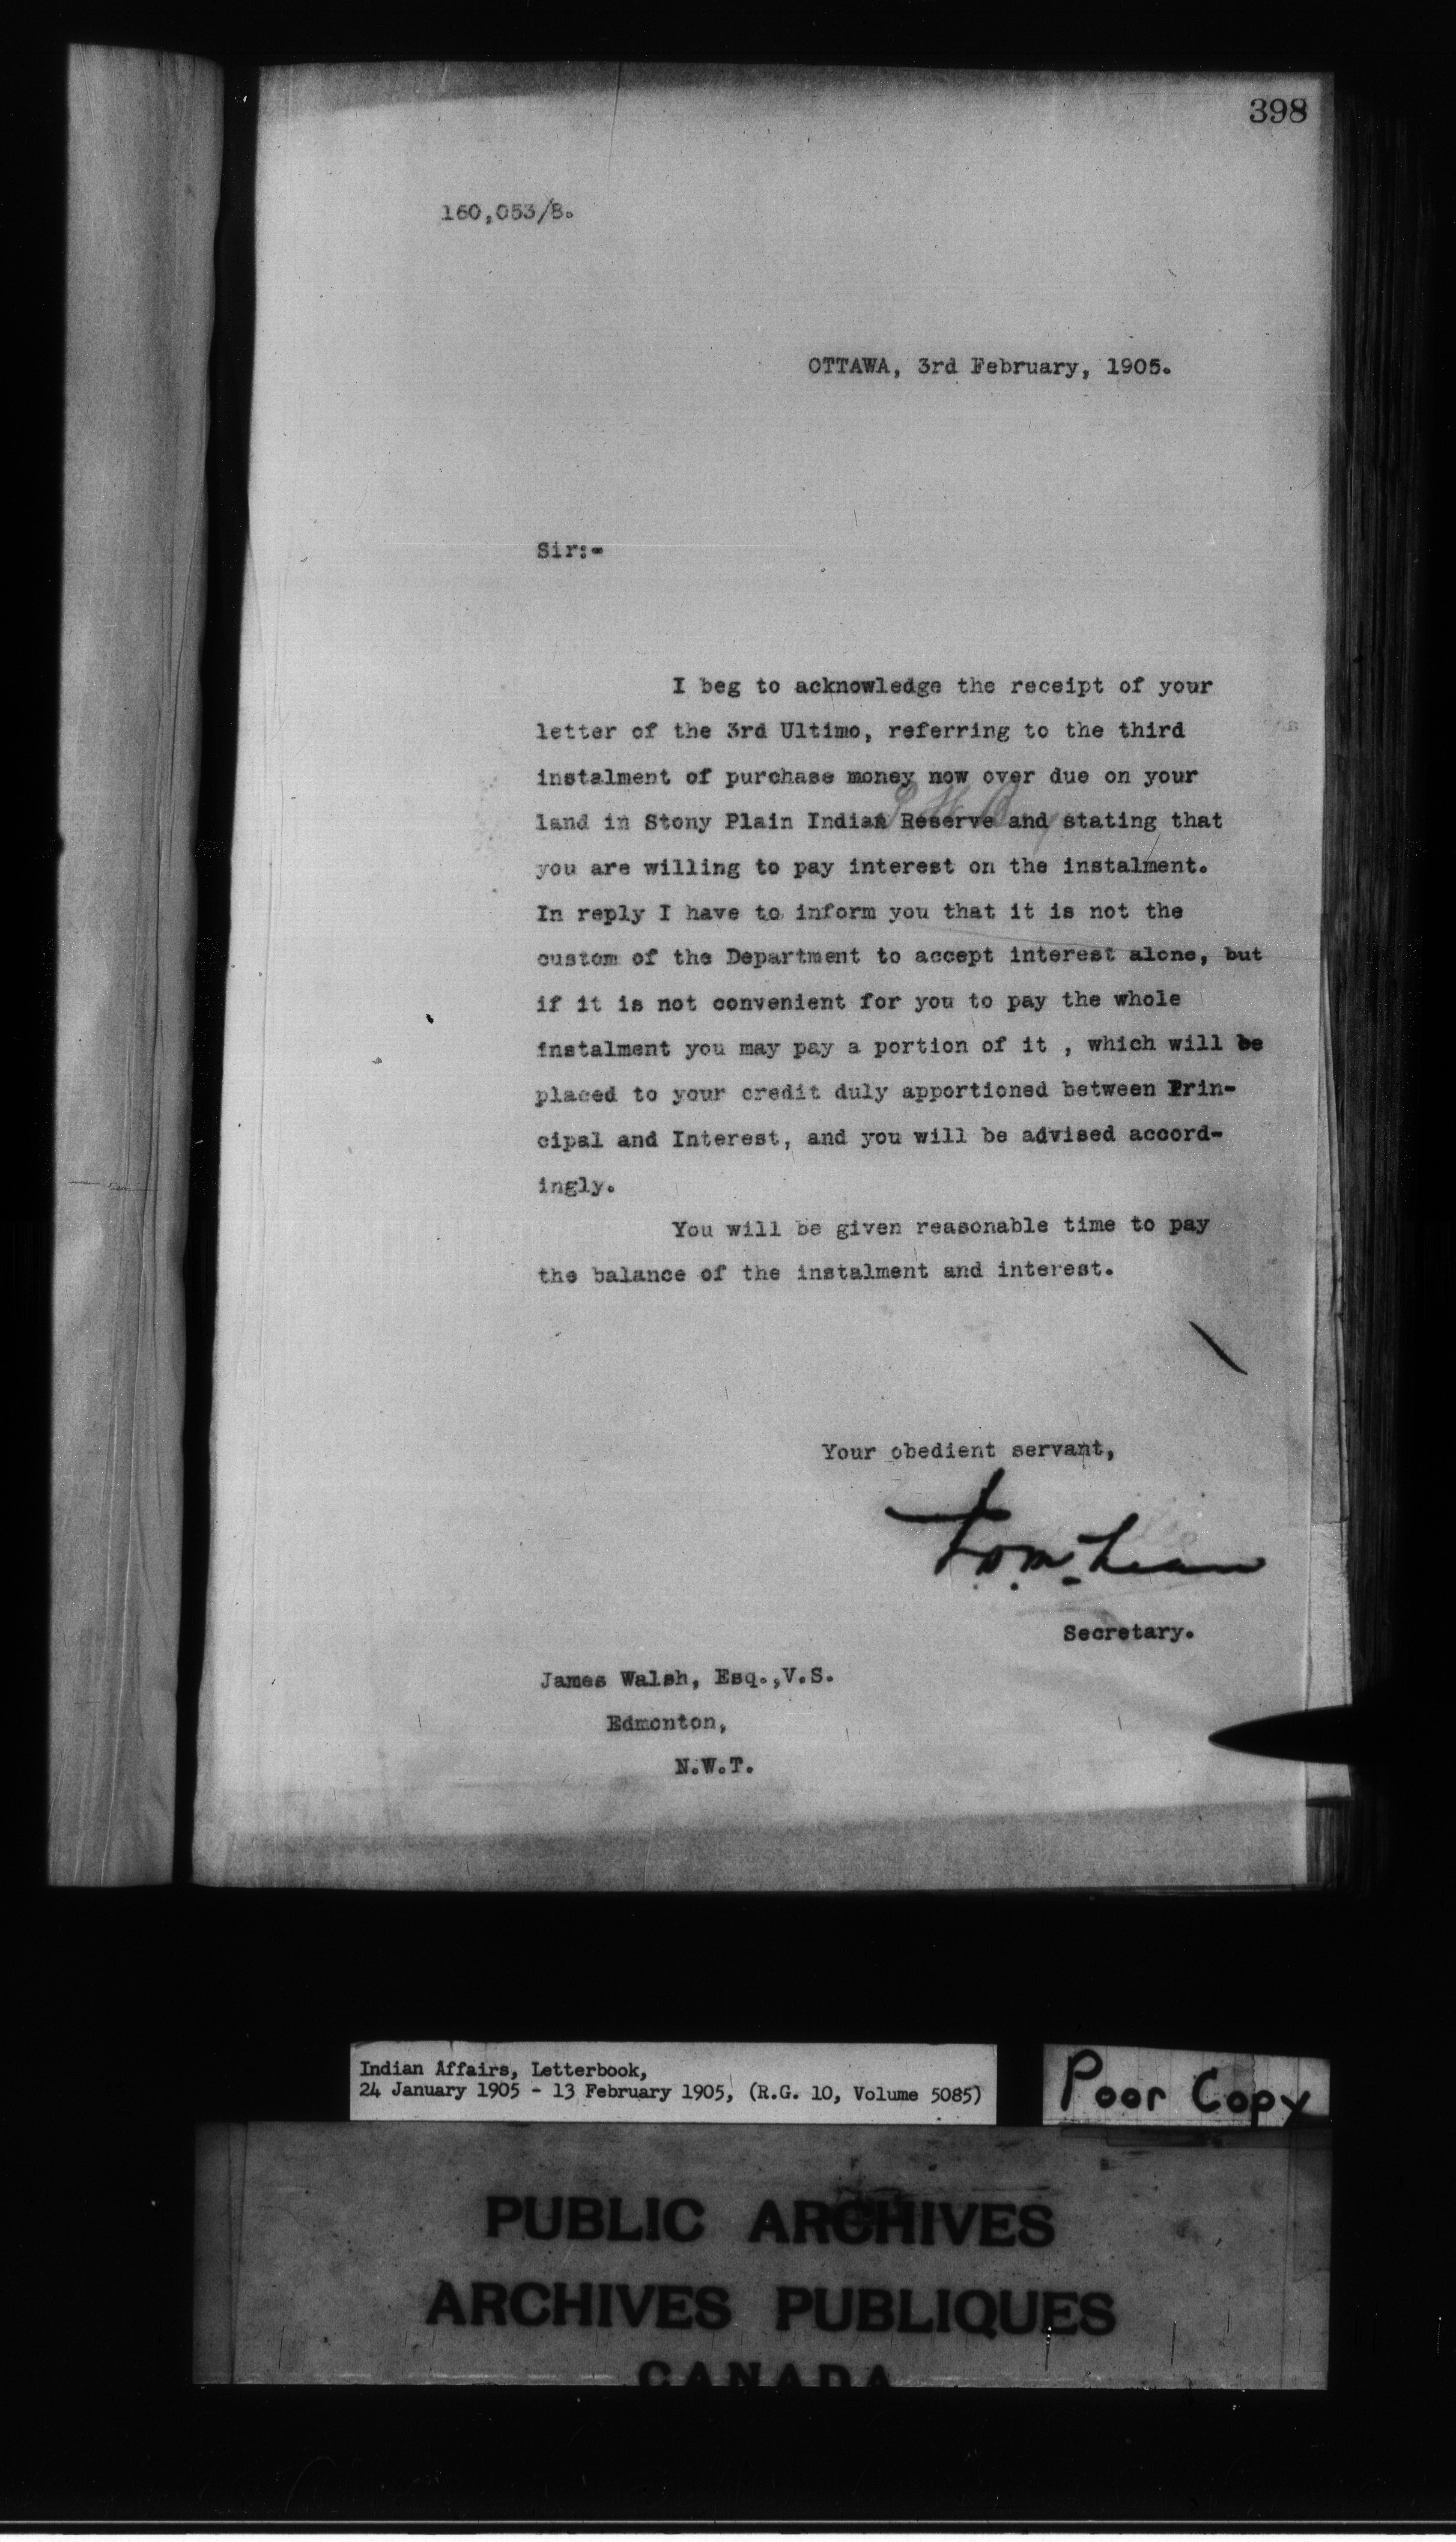 398
160,053/8.
OTTAWA, 3rd February, 1905.
Sir:-
I beg to acknowledge the receipt of your
letter of the 3rd Ultimo, referring to the third
instalment of purchase money now over due on your
land in Stony Plain Indian Reserve and stating that
you are willing to pay interest on the instalment.
In reply I have to inform you that it is not the
custom of the Department to accept interest alone, but
if it is not convenient for you to pay the whole
instalment you may pay a portion of it , which will be
placed to your credit duly apportioned between Prin-
cipal and Interest, and you will be advised accord-
ingly.
You will be given reasonable time to pay
the balance of the instalment and interest.
Your obedient servant,
J.D. McLean
Secretary.
James Walsh, Esq.,V.S.
Edmonton,
N.W.T.
Indian Affairs, Letterbook,
24 January 1905 - 13 February 1905, (R.G. 10, Volume 5085)
Poor Copy
PUBLIC ARCHIVES
ARCHIVES PUBLIQUES
CANADA